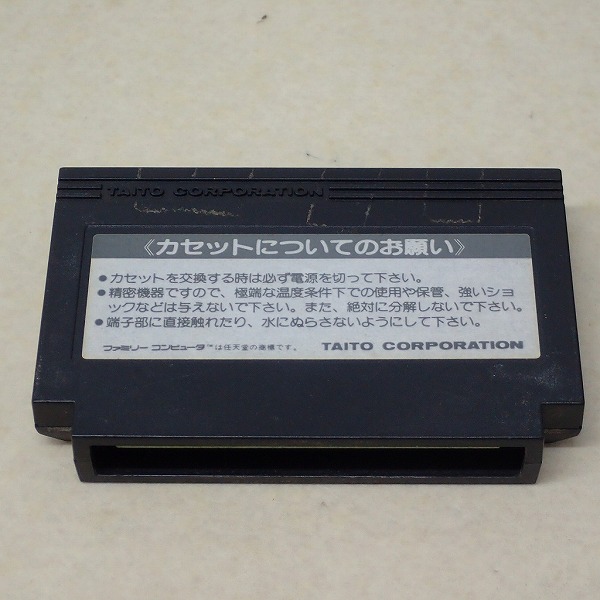 TAITO CORPORATION
《カセットについてのお願い》
●カセットを交換する時は必ず電源を切って下さい。
●精密機器ですので、極端な温度条件下での使用や保管、強いショ
ックなどは与えないで下さい。また、絶対に分解しないで下さい。
●端子部に直接触れたり、水にぬらさないようにして下さい。
ファミリー コンピュータ™は任天堂の商標です。 TAITO CORPORATION